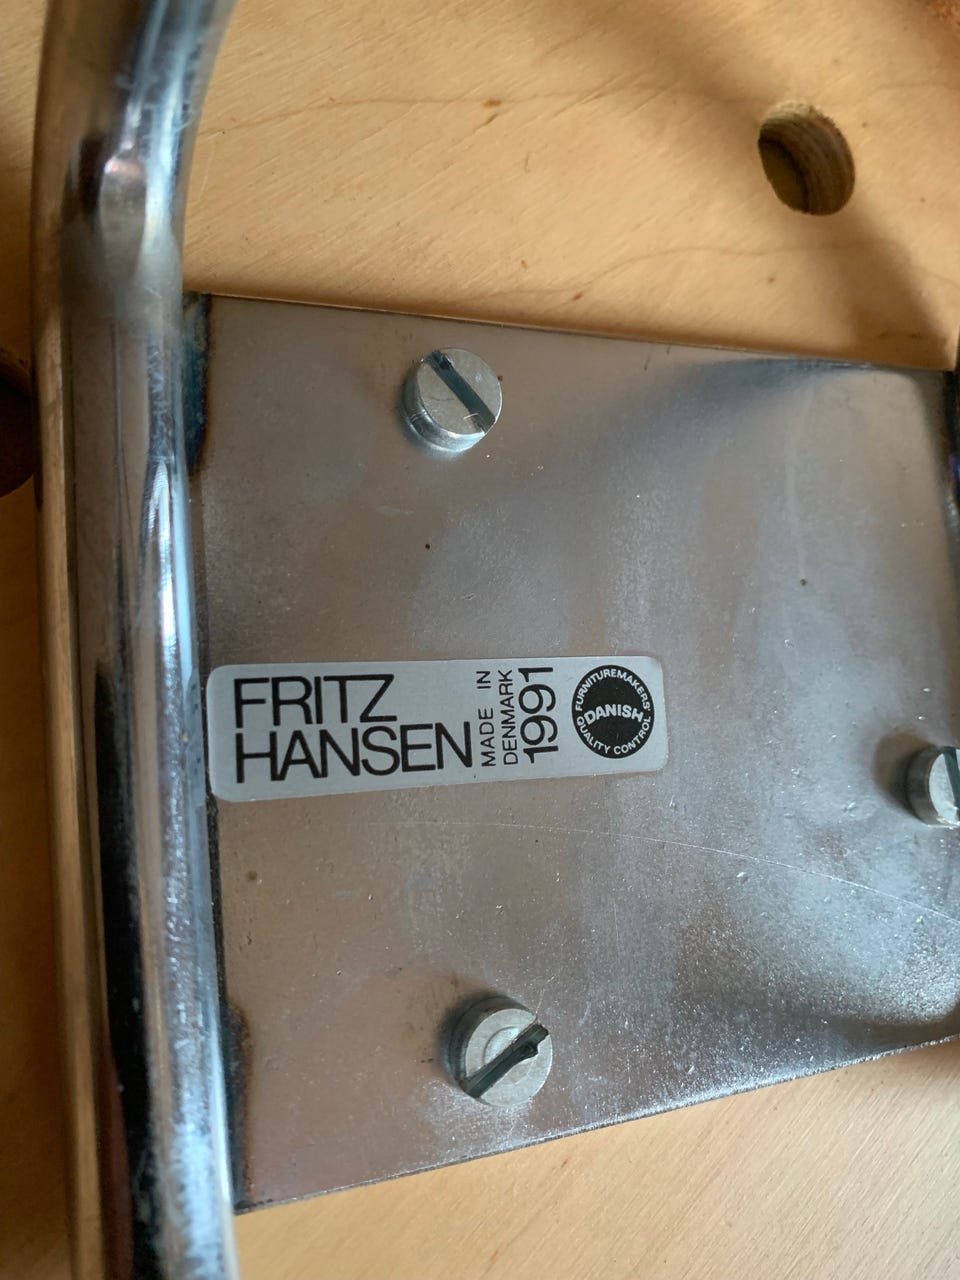 FRITZ
HANSEN
MADE IN
DENMARK
1991
FURNITUREMAKERS'
DANISH
QUALITY CONTROL